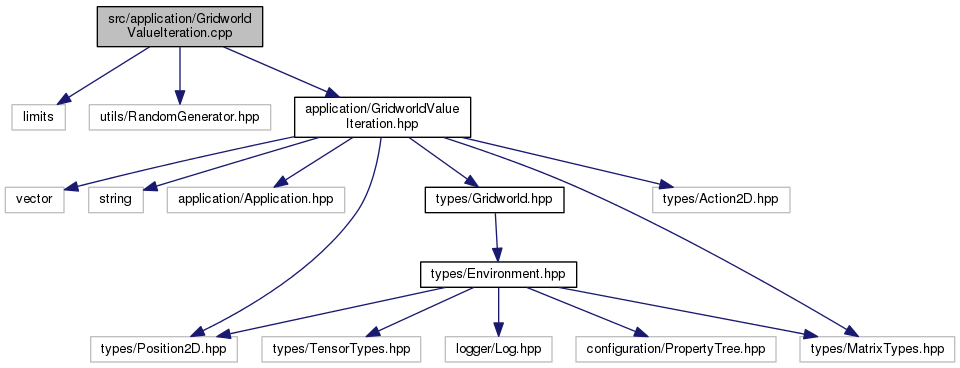 src/application/Gridworld
ValueIteration.cpp
limits
utils/RandomGenerator.hpp
application/GridworldValue
Iteration.hpp
vector
string
application/Application.hpp
types/Gridworld.hpp
types/Action2D.hpp
types/Environment.hpp
types/Position2D.hpp
types/TensorTypes.hpp
logger/Log.hpp
configuration/PropertyTree.hpp
types/MatrixTypes.hpp